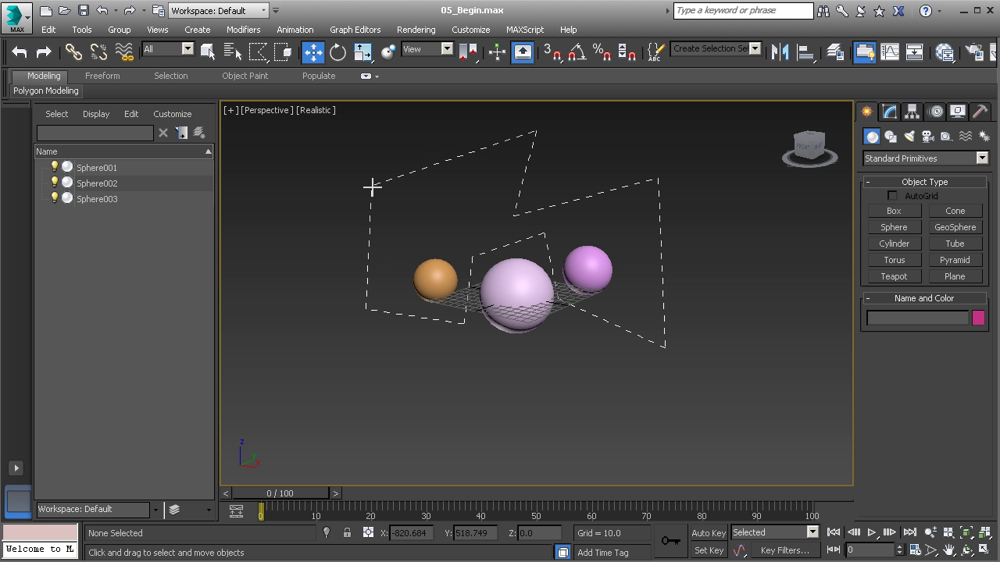 Workspace: Default
05_Begin.max
Type a keyword or phrase
MAX
Edit Tools Group Views Create Modifiers Animation Graph Editors Rendering Customize MAXScript Help
All
View
3
%
ABC
Create Selection Set
Modeling Freeform Selection Object Paint Populate
Polygon Modeling
Select Display Edit Customize
Name
Sphere001
Sphere002
Sphere003
Workspace: Default
[+] [Perspective] [Realistic]
z
y
x
Standard Primitives
- Object Type
AutoGrid
Box Cone
Sphere GeoSphere
Cylinder Tube
Torus Pyramid
Teapot Plane
- Name and Color
< 0 / 100 >
0 10 20 30 40 50 60 70 80 90 100
None Selected
X: -820.684 Y: 518.749 Z: 0.0
Grid = 10.0
Auto Key
Selected
Welcome to M
Click and drag to select and move objects
Add Time Tag
Set Key
Key Filters...
0